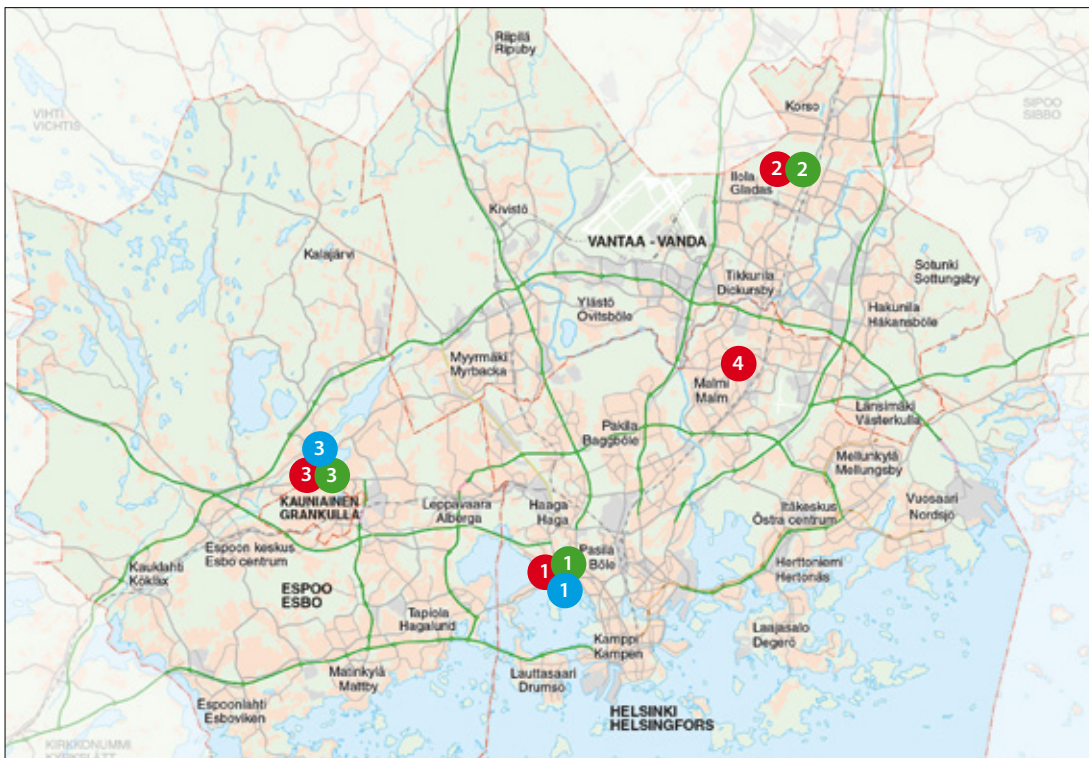 Riipilä
Ripuby
VIHTI
VICHTIS
Korso
SIPOO
SIBBO
2
2
Ilola
Gladas
Kivistö
VANTAA - VANDA
Kalajärvi
Sotunki
Sottungsby
Tikkurila
Dickursby
Ylästö
Övitsböle
Hakunila
Håkansböle
Myyrmäki
Myrbacka
4
Malmi
Malm
Länsimäki
Västerkulla
Pakila
Baggböle
3
3
3
Mellunkylä
Mellungsby
KAUNIAINEN
GRANKULLA
Leppävaara
Alberga
Haaga
Haga
Itäkeskus
Östra centrum
Vuosaari
Nordsjö
Espoon keskus
Esbo centrum
Pasila
Böle
1
1
1
Kauklahti
Köklax
Herttoniemi
Hertonäs
ESPOO
ESBO
Tapiola
Hagalund
Laajasalo
Degerö
Kamppi
Kampen
Matinkylä
Mattby
Lauttasaari
Drumsö
Espoonlahti
Esboviken
HELSINKI
HELSINGFORS
KIRKKONUMMI